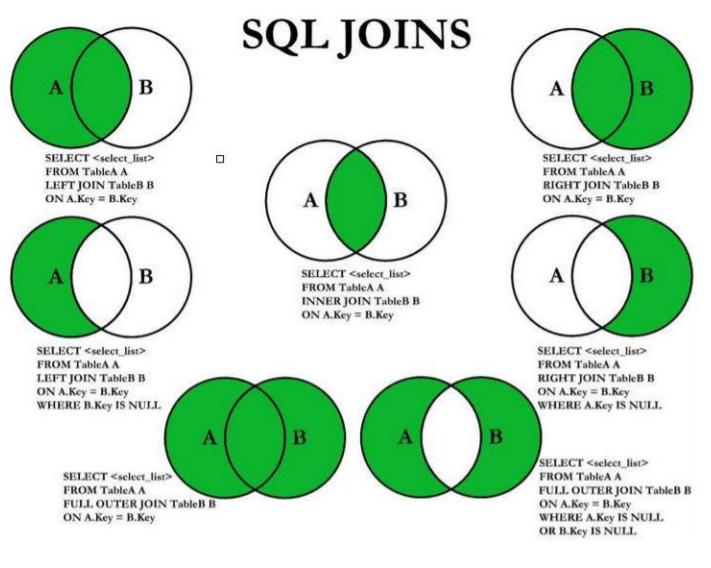 SQL JOINS
A B
SELECT <select_list>
FROM TableA A
LEFT JOIN TableB B
ON A.Key = B.Key
A B
SELECT <select_list>
FROM TableA A
RIGHT JOIN TableB B
ON A.Key = B.Key
A B
SELECT <select_list>
FROM TableA A
INNER JOIN TableB B
ON A.Key = B.Key
A B
SELECT <select_list>
FROM TableA A
LEFT JOIN TableB B
ON A.Key = B.Key
WHERE B.Key IS NULL
A B
SELECT <select_list>
FROM TableA A
RIGHT JOIN TableB B
ON A.Key = B.Key
WHERE A.Key IS NULL
A B
SELECT <select_list>
FROM TableA A
FULL OUTER JOIN TableB B
ON A.Key = B.Key
A B
SELECT <select_list>
FROM TableA A
FULL OUTER JOIN TableB B
ON A.Key = B.Key
WHERE A.Key IS NULL
OR B.Key IS NULL